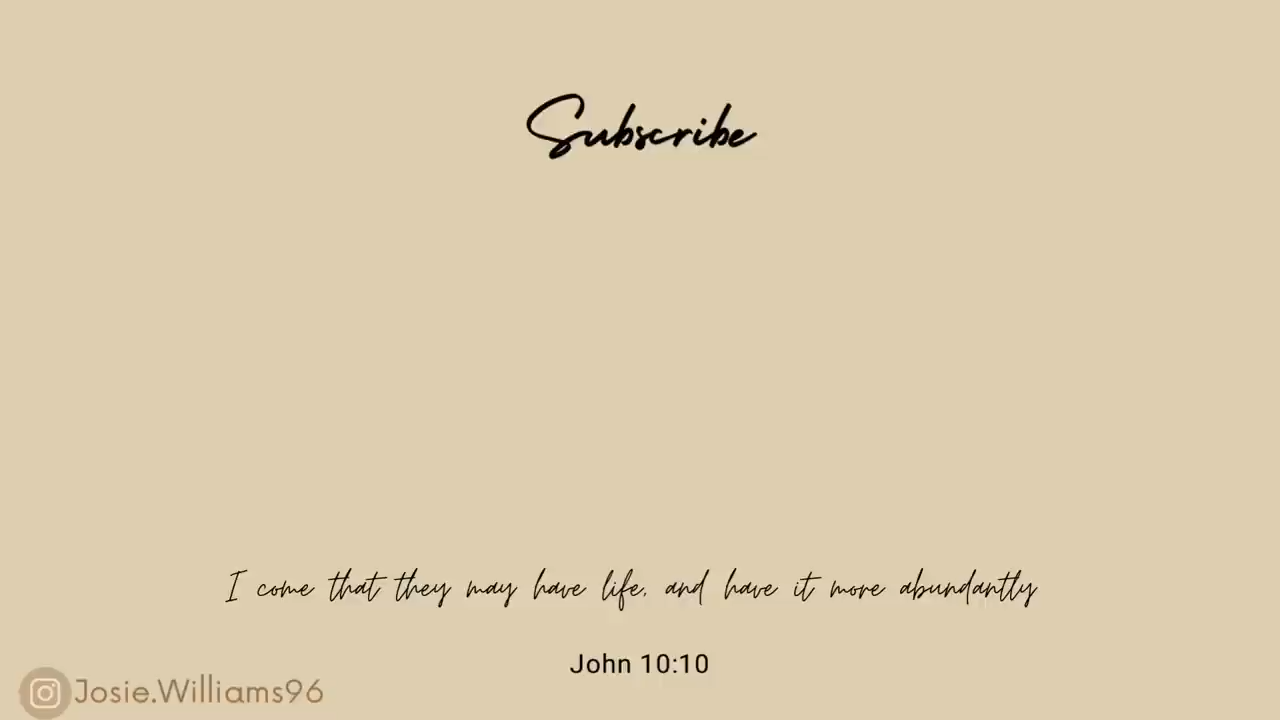 Subscribe
I come that they may have life, and have it more abundantly
John 10:10
Josie.Williams96